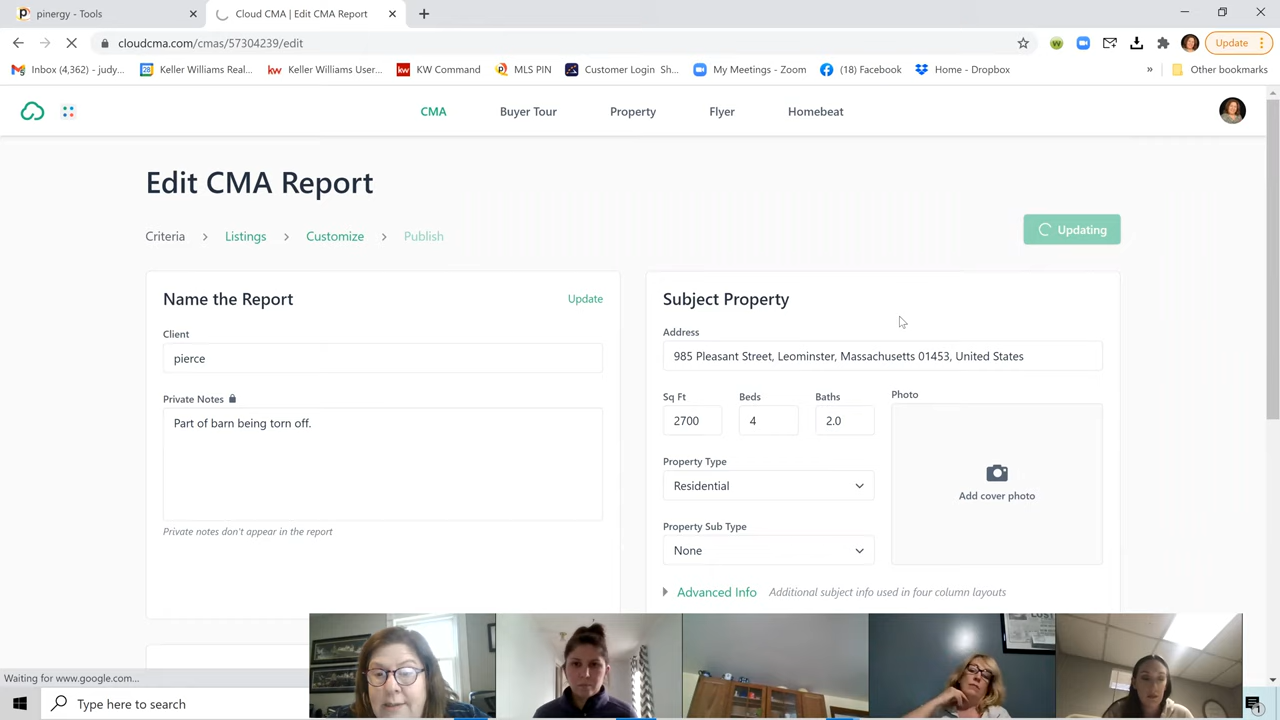 pinergy - Tools
Cloud CMA | Edit CMA Report
cloudcma.com/cmas/57304239/edit
Update
Inbox (4,362) - judy...
Keller Williams Real...
Keller Williams User...
KW Command
MLS PIN
Customer Login Sh...
My Meetings - Zoom
(18) Facebook
Home - Dropbox
»
Other bookmarks
CMA
Buyer Tour
Property
Flyer
Homebeat
Edit CMA Report
Criteria > Listings > Customize > Publish
Updating
Name the Report
Update
Client
pierce
Private Notes
Part of barn being torn off.
Private notes don't appear in the report
Subject Property
Address
985 Pleasant Street, Leominster, Massachusetts 01453, United States
Sq Ft
Beds
Baths
Photo
2700
4
2.0
Property Type
Residential
Add cover photo
Property Sub Type
None
Advanced Info
Additional subject info used in four column layouts
Waiting for www.google.com...
Type here to search
1